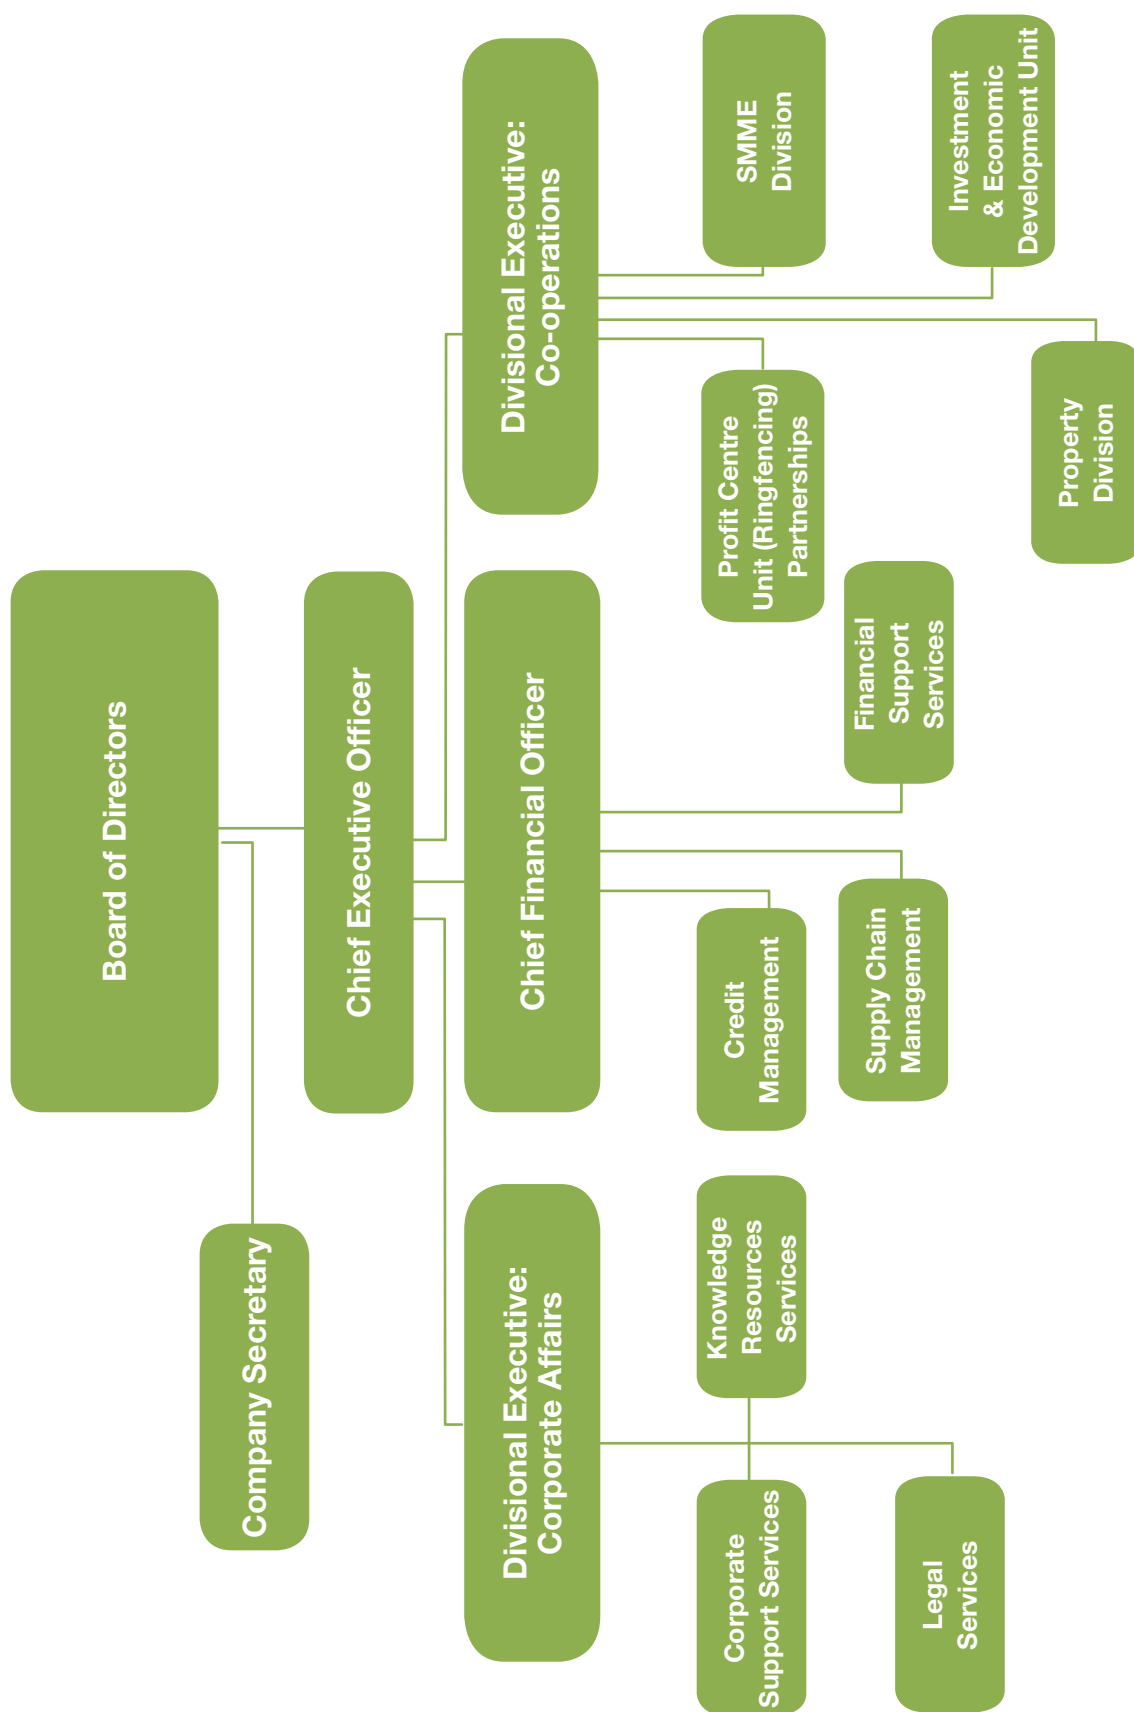 Board of Directors
Company Secretary
Chief Executive Officer
Divisional Executive:
Corporate Affairs
Chief Financial Officer
Divisional Executive:
Co-operations
Corporate
Support Services
Knowledge
Resources
Services
Legal
Services
Credit
Management
Supply Chain
Management
Financial
Support
Services
Profit Centre
Unit (Ringfencing)
Partnerships
SMME
Division
Property
Division
Investment
& Economic
Development Unit